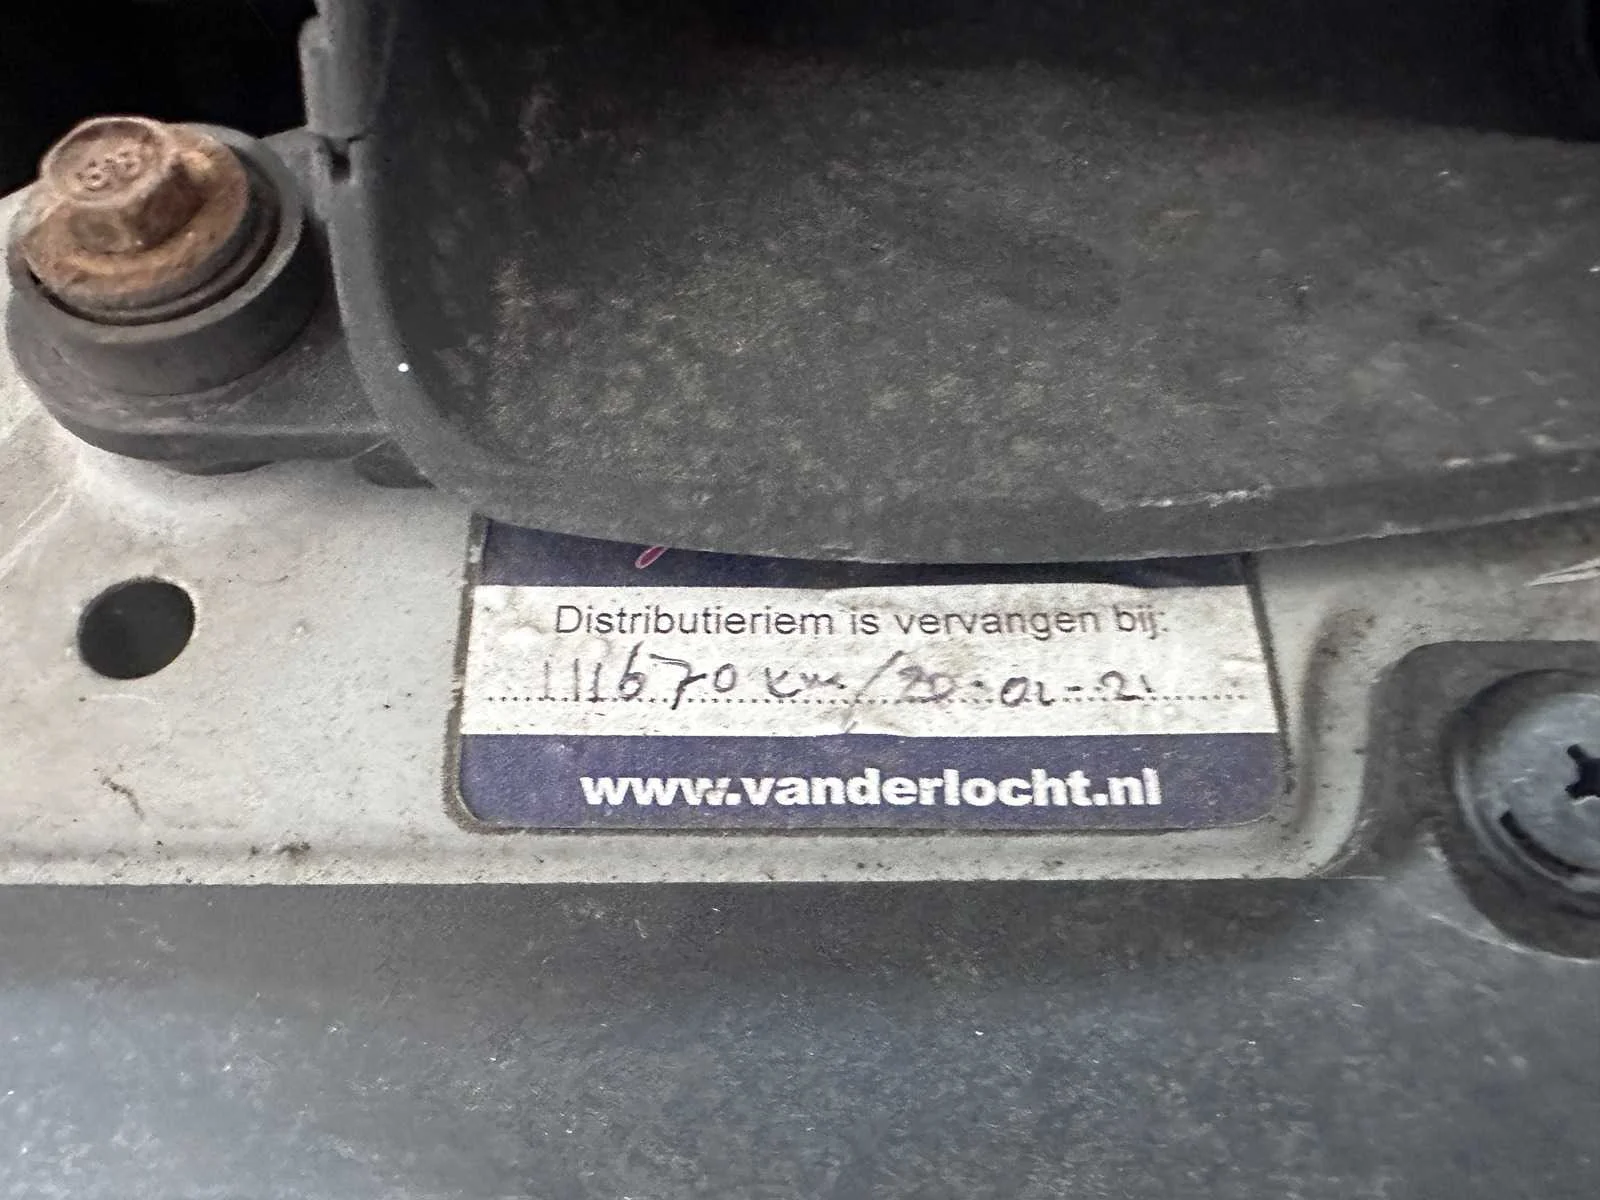 Distributieriem is vervangen bij:
111670 km / 20-01-21
www.vanderlocht.nl